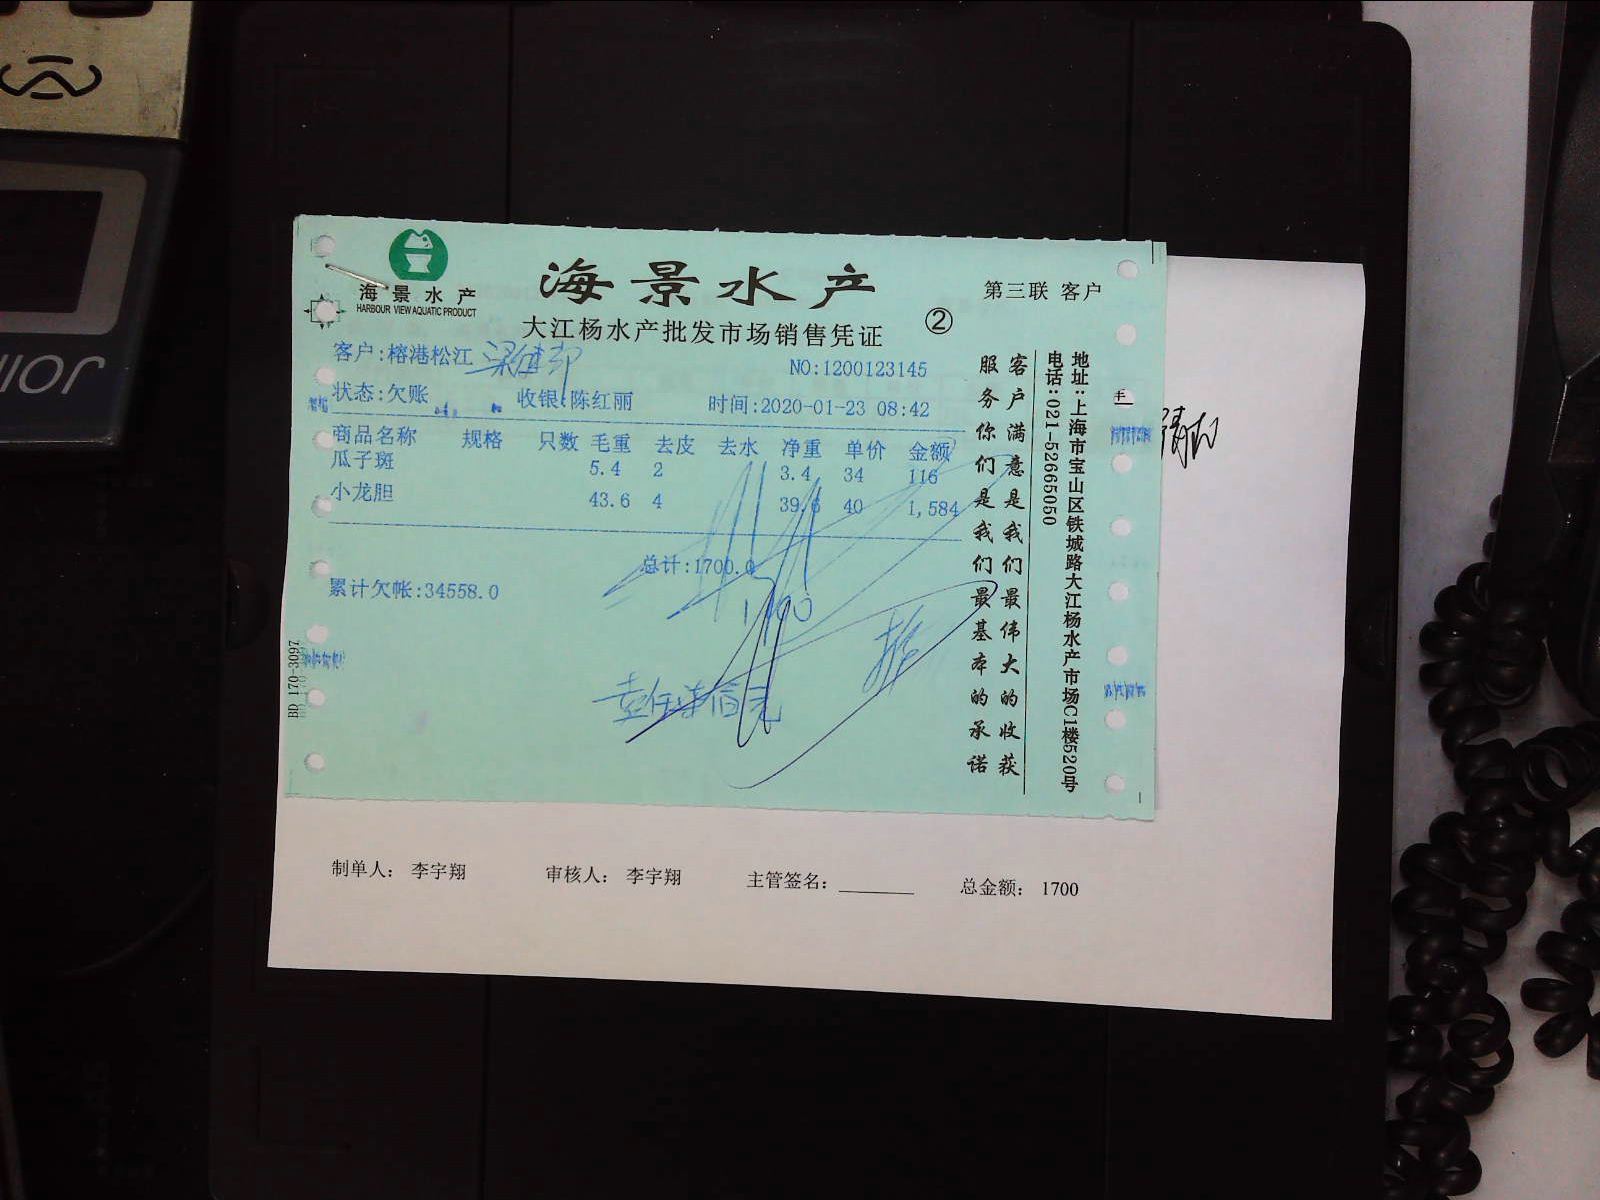 海景水产
HARBOUR VIEW AQUATIC PRODUCT
海景水产
第三联 客户
大江杨水产批发市场销售凭证
②
客户:榕港松江
NO:1200123145
状态:欠账 收银:陈红丽 时间:2020-01-23 08:42
商品名称 规格 只数 毛重 去皮 去水 净重 单价 金额
瓜子斑 5.4 2 3.4 34 116
小龙胆 43.6 4 39.6 40 1,584
总计:1700.0
累计欠帐:34558.0
1700
客户满意是我们最伟大的收获
服务你们是我们最基本的承诺
地址:上海市宝山区铁城路大江杨水产市场C1楼520号
电话:021-52665050
BD 170-3097
制单人: 李宇翔 审核人: 李宇翔 主管签名: 总金额: 1700